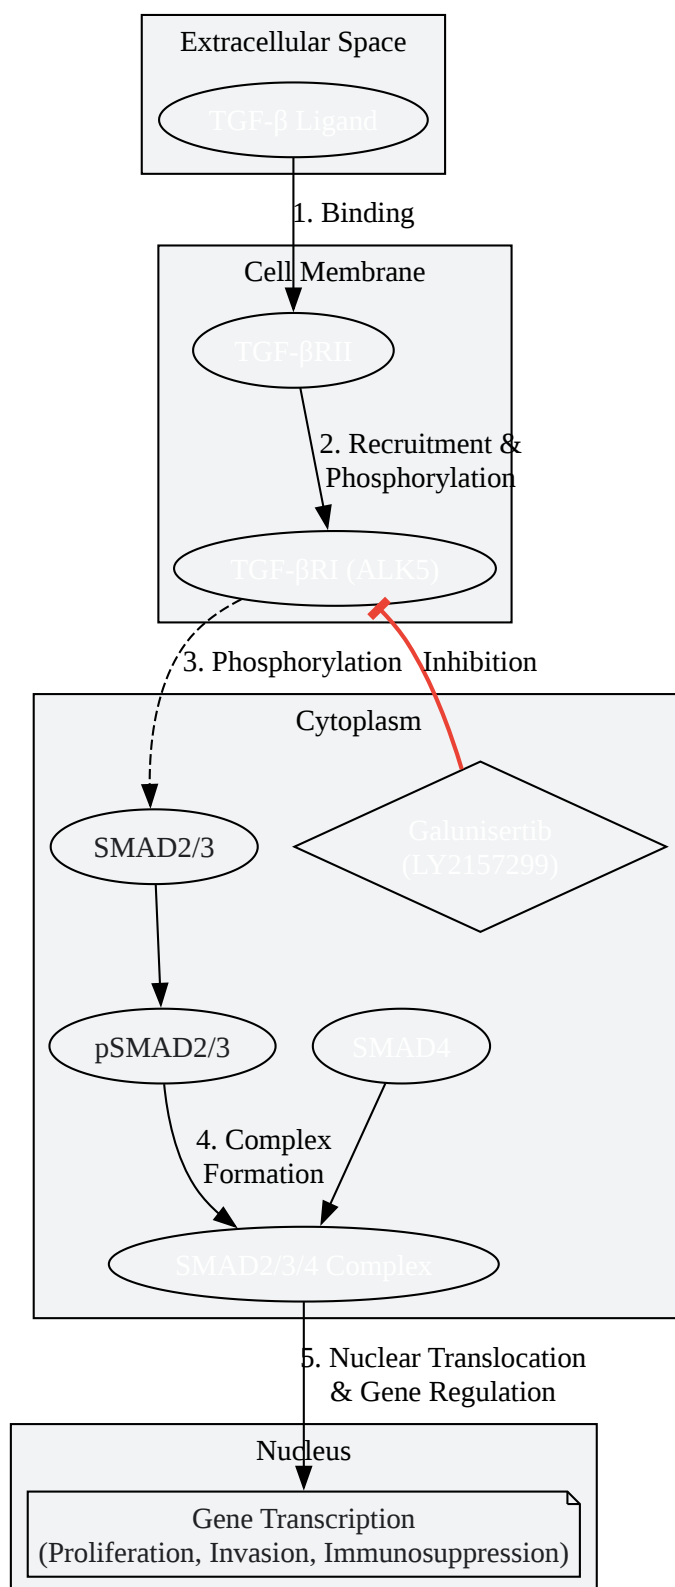 Extracellular Space
TGF-β Ligand
1. Binding
Cell Membrane
TGF-βRII
2. Recruitment &
Phosphorylation
TGF-βRI (ALK5)
3. Phosphorylation
Inhibition
Cytoplasm
SMAD2/3
Galunisertib
(LY2157299)
pSMAD2/3
SMAD4
4. Complex
Formation
SMAD2/3/4 Complex
5. Nuclear Translocation
& Gene Regulation
Nucleus
Gene Transcription
(Proliferation, Invasion, Immunosuppression)